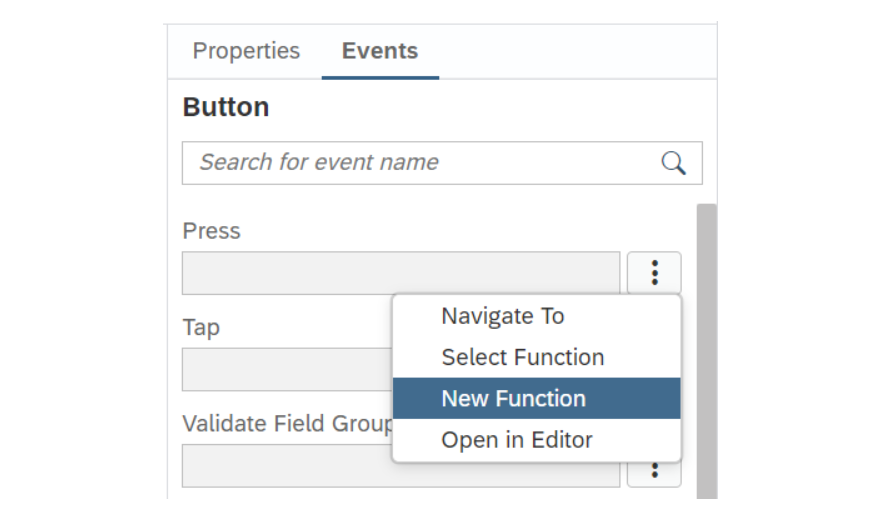 Properties Events
Button
Search for event name
Press
Navigate To
Tap
Select Function
New Function
Validate Field Group
Open in Editor